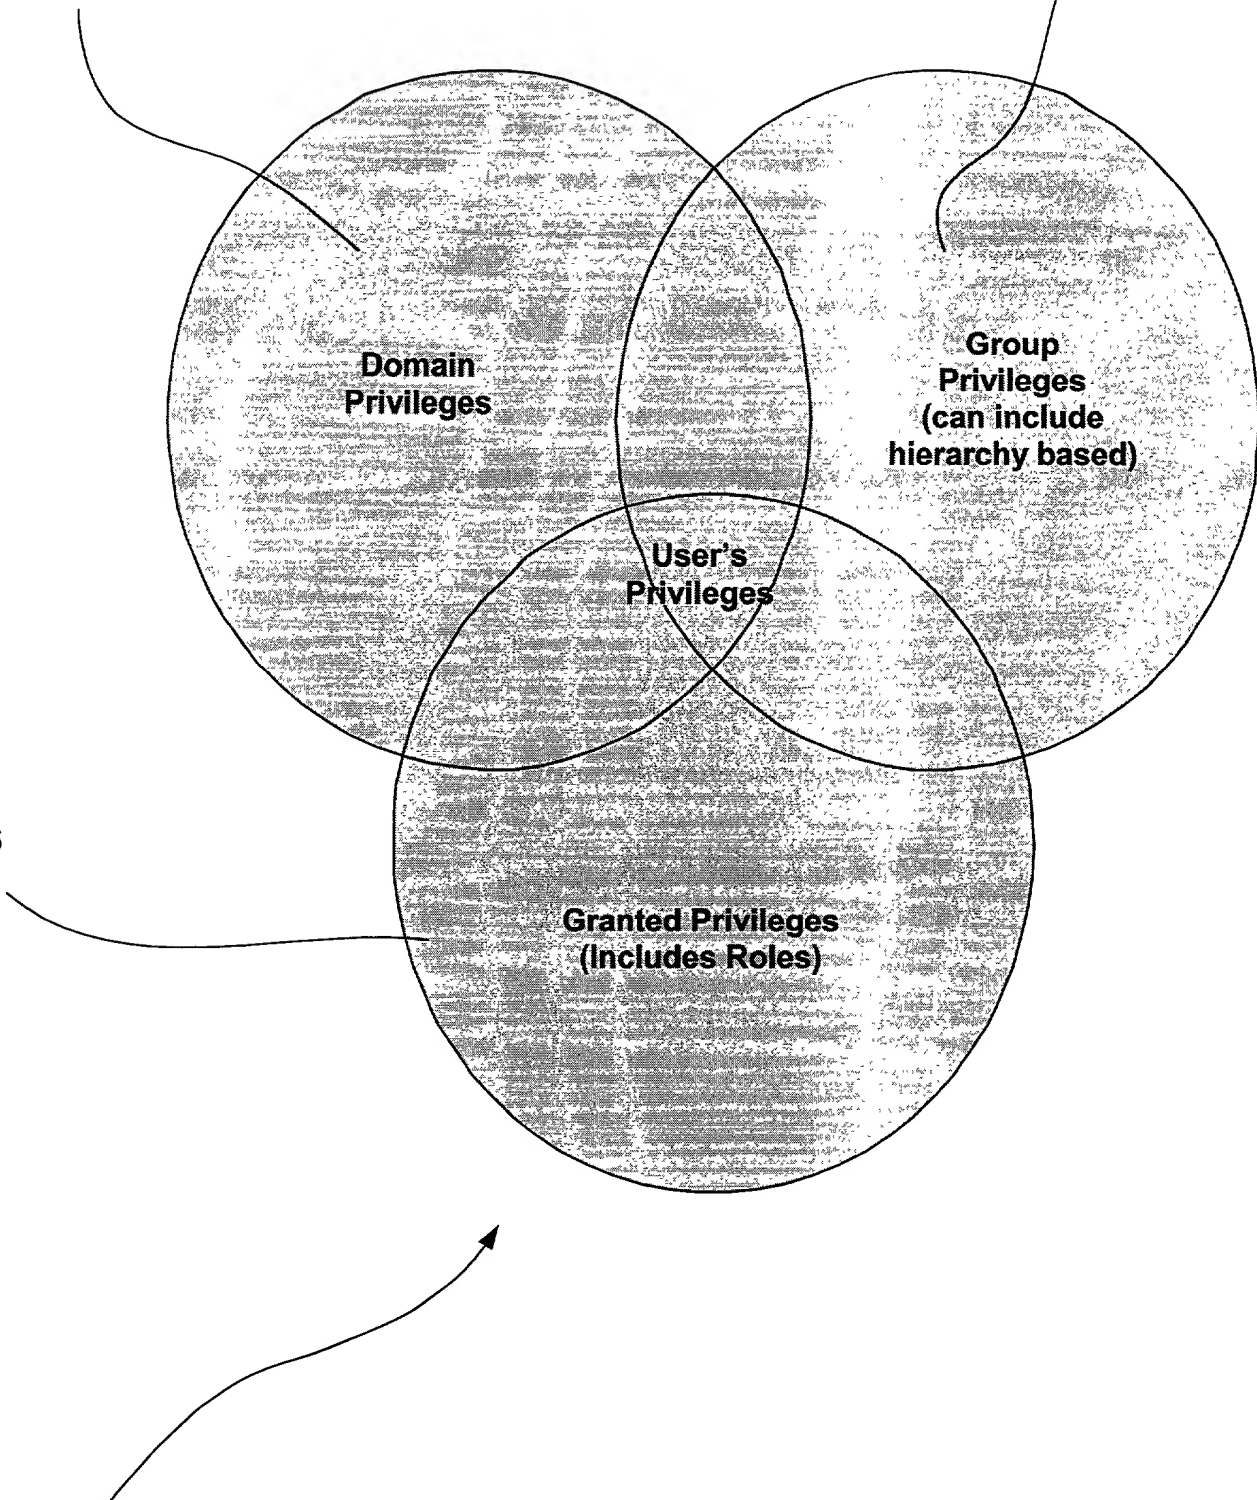 Domain
Privileges
Group
Privileges
(can include
hierarchy based)
User's
Privileges
Granted Privileges
(Includes Roles)